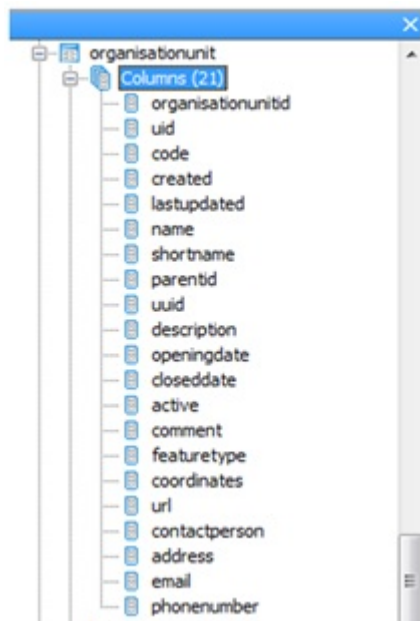 organisationunit
Columns (21)
organisationunitid
uid
code
created
lastupdated
name
shortname
parentid
uuid
description
openingdate
closeddate
active
comment
featuretype
coordinates
url
contactperson
address
email
phonenumber